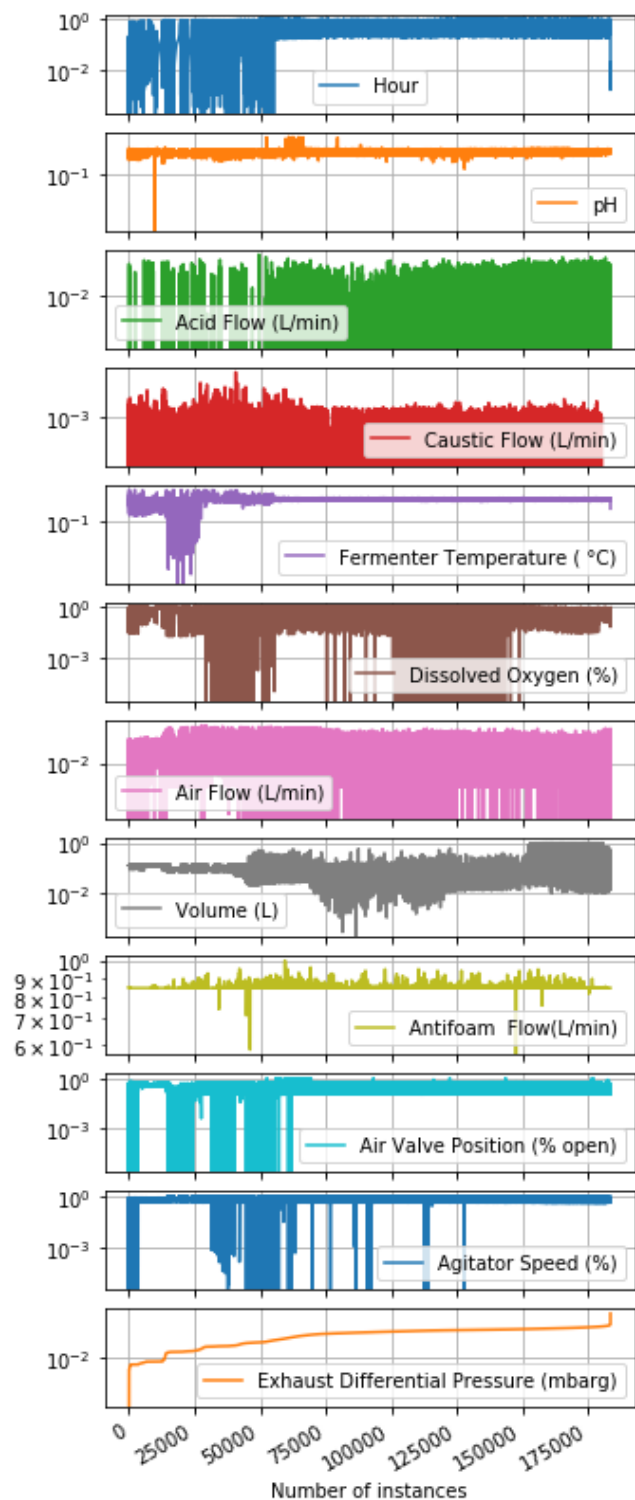 10⁰
10⁻²
Hour
10⁻¹
pH
10⁻²
Acid Flow (L/min)
10⁻³
Caustic Flow (L/min)
10⁻¹
Fermenter Temperature ( °C)
10⁰
10⁻³
Dissolved Oxygen (%)
10⁻²
Air Flow (L/min)
10⁰
10⁻²
Volume (L)
10⁰
9 × 10⁻¹
8 × 10⁻¹
7 × 10⁻¹
6 × 10⁻¹
Antifoam  Flow(L/min)
10⁰
10⁻³
Air Valve Position (% open)
10⁰
10⁻³
Agitator Speed (%)
10⁻²
Exhaust Differential Pressure (mbarg)
0 25000 50000 75000 100000 125000 150000 175000
Number of instances